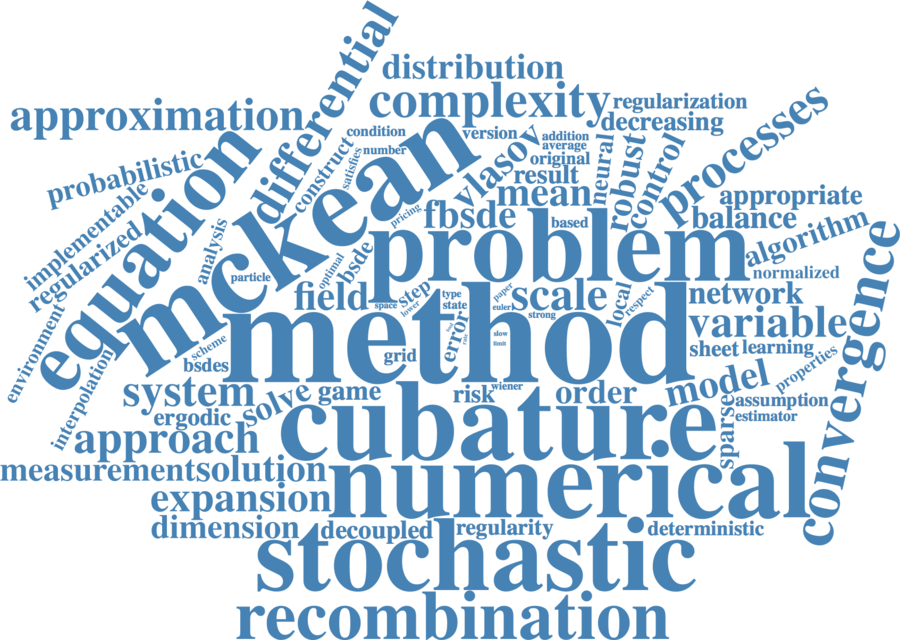 differential
distribution
complexity
regularization
approximation
decreasing
processes
condition
version
addition
average
number
original
result
construct
satisfies
mckean
vlasov
neural
robust
control
probabilistic
equation
implementable
regularized
environment
analysis
mean
appropriate
balance
algorithm
fbsde
based
pricing
problem
particle
optimal
bsde
normalized
convergence
field
space
step
lower
type
state
paper
euler
scale
strong
local
respect
network
variable
method
error
rate
slow
limit
grid
sheet
learning
scheme
bsdes
interpolation
properties
system
ergodic
solve
game
risk
wiener
order
model
assumption
estimator
sparse
approach
cubature
measurement
solution
numerical
expansion
dimension
decoupled
regularity
deterministic
stochastic
recombination